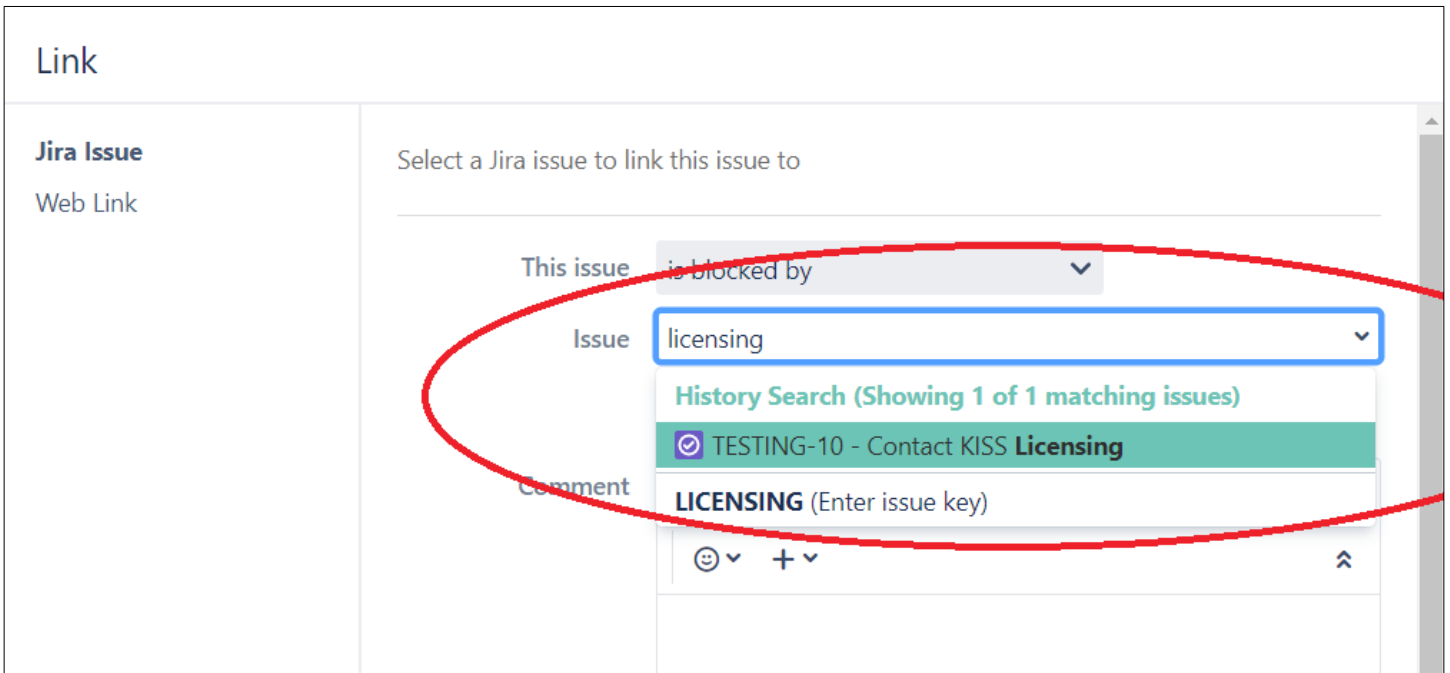 Link
Jira Issue
Web Link
Select a Jira issue to link this issue to
This issue is blocked by
Issue licensing
History Search (Showing 1 of 1 matching issues)
TESTING-10 - Contact KISS Licensing
Comment
LICENSING (Enter issue key)